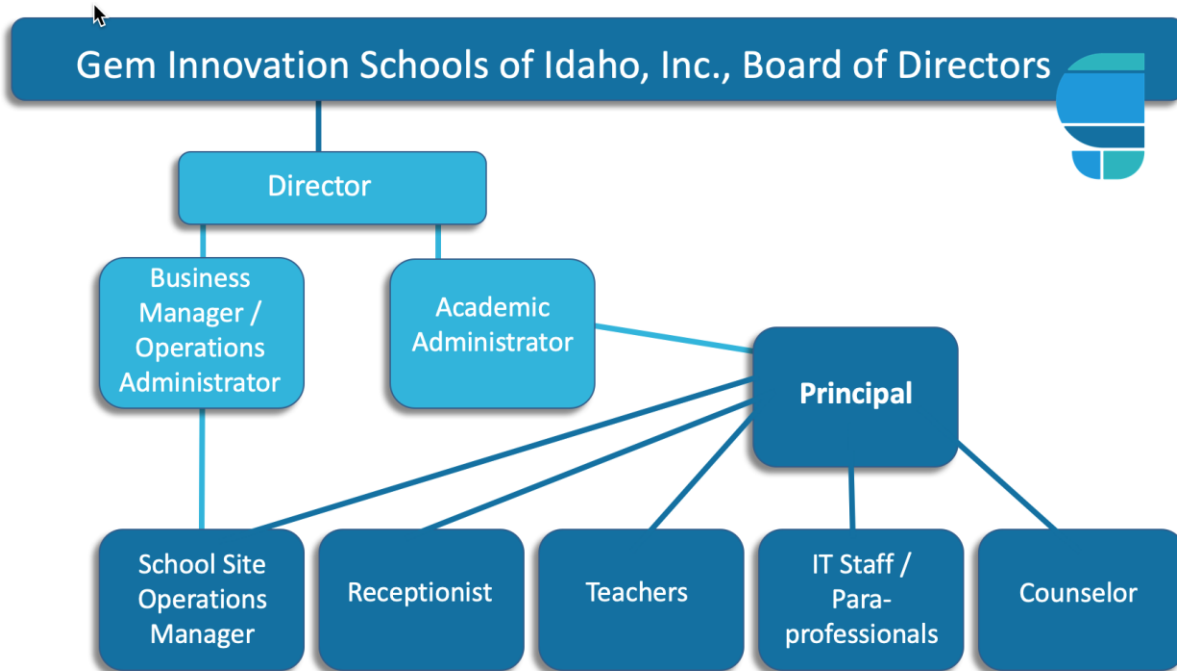 Gem Innovation Schools of Idaho, Inc., Board of Directors
Director
Business
Manager /
Operations
Administrator
Academic
Administrator
Principal
School Site
Operations
Manager
Receptionist
Teachers
IT Staff /
Para-
professionals
Counselor